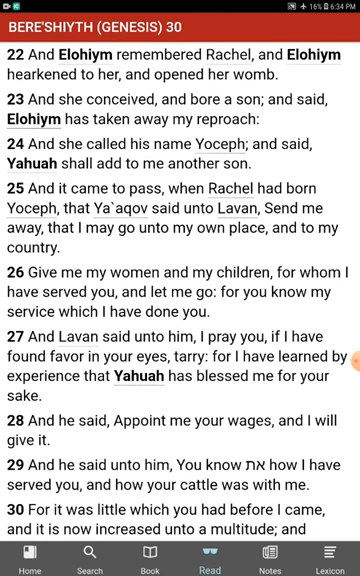 16% 6:34 PM
BERE'SHIYTH (GENESIS) 30
22 And Elohiym remembered Rachel, and Elohiym
hearkened to her, and opened her womb.
23 And she conceived, and bore a son; and said,
Elohiym has taken away my reproach:
24 And she called his name Yoceph; and said,
Yahuah shall add to me another son.
25 And it came to pass, when Rachel had born
Yoceph, that Ya`aqov said unto Lavan, Send me
away, that I may go unto my own place, and to my
country.
26 Give me my women and my children, for whom I
have served you, and let me go: for you know my
service which I have done you.
27 And Lavan said unto him, I pray you, if I have
found favor in your eyes, tarry: for I have learned by
experience that Yahuah has blessed me for your
sake.
28 And he said, Appoint me your wages, and I will
give it.
29 And he said unto him, You know את how I have
served you, and how your cattle was with me.
30 For it was little which you had before I came,
and it is now increased unto a multitude; and
Home Search Book Read Notes Lexicon